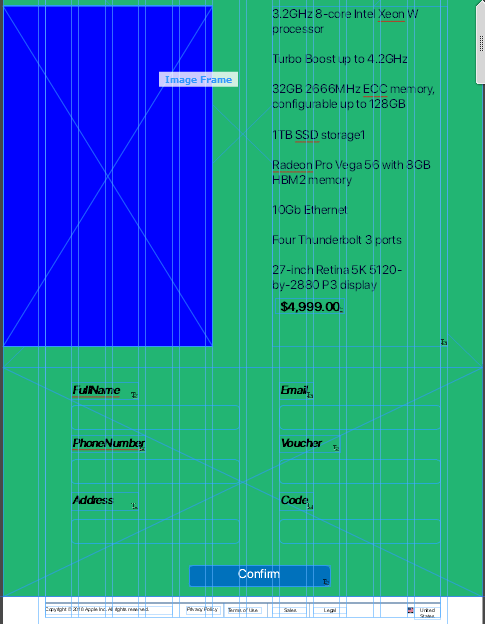 3.2GHz 8-core Intel Xeon W
processor
Turbo Boost up to 4.2GHz
32GB 2666MHz ECC memory,
configurable up to 128GB
1TB SSD storage1
Image Frame
Radeon Pro Vega 56 with 8GB
HBM2 memory
10Gb Ethernet
Four Thunderbolt 3 ports
27-inch Retina 5K 5120-
by-2880 P3 display
$4,999.00
FullName
Email
PhoneNumber
Voucher
Address
Code
Confirm
Copyright © 2018 Apple Inc. All rights reserved.
Privacy Policy
Terms of Use
Sales
Legal
United
States